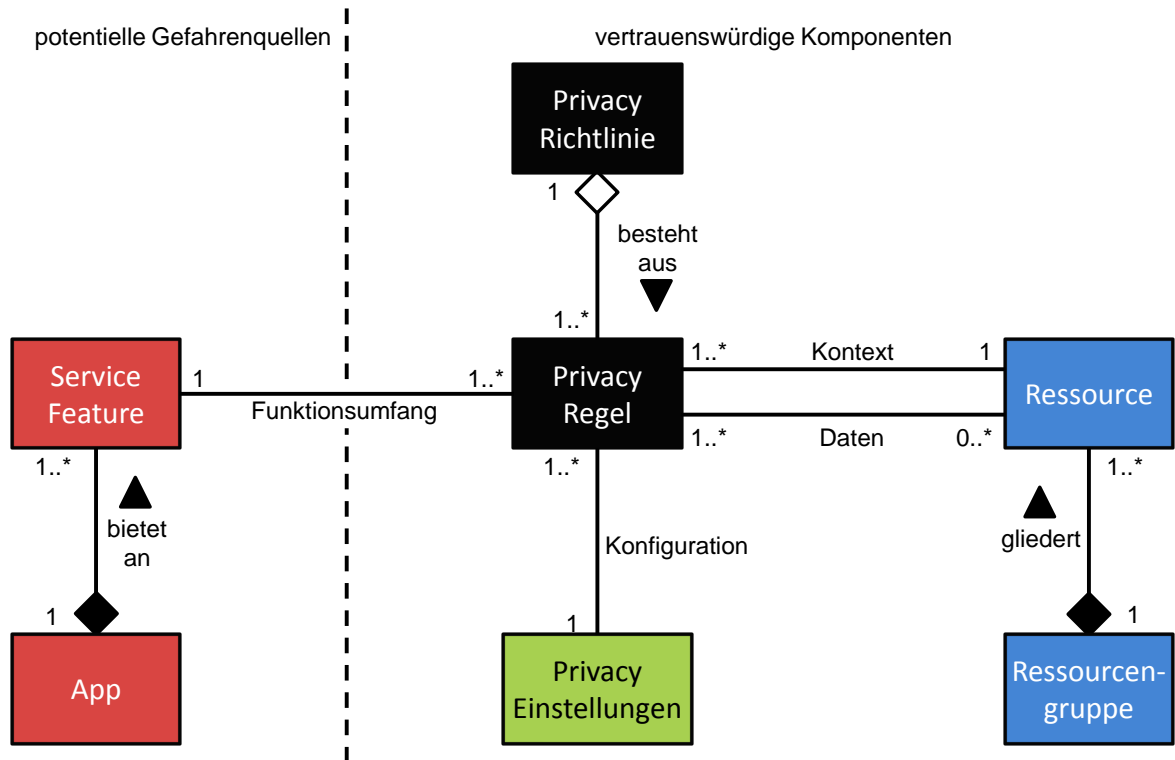 potentielle Gefahrenquellen
vertrauenswürdige Komponenten
Privacy
Richtlinie
1
besteht
aus
1..*
Service
Feature
1
Funktionsumfang
1..*
Privacy
Regel
1..*
Kontext
1
1..*
Daten
0..*
Ressource
1..*
bietet
an
1
App
1..*
Konfiguration
1
Privacy
Einstellungen
1..*
gliedert
1
Ressourcen-
gruppe